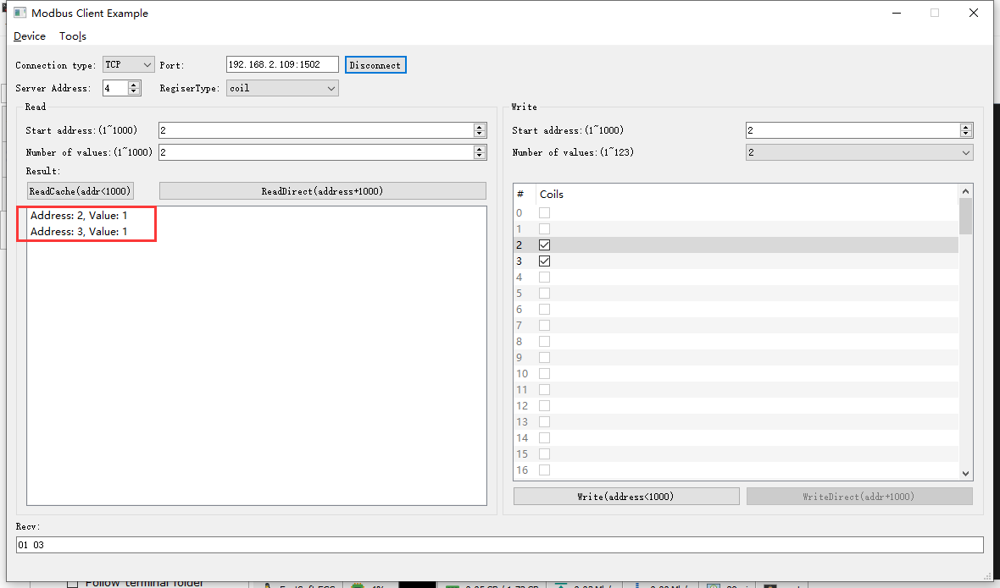 Modbus Client Example
Device Tools
Connection type: TCP Port: 192.168.2.109:1502 Disconnect
Server Address: 4 RegiserType: coil
Read
Start address:(1~1000) 2
Number of values:(1~1000) 2
Result:
ReadCache(addr<1000) ReadDirect(address+1000)
Address: 2, Value: 1
Address: 3, Value: 1
Write
Start address:(1~1000) 2
Number of values:(1~123) 2
# Coils
0
1
2
3
4
5
6
7
8
9
10
11
12
13
14
15
16
Write(address<1000) WriteDirect(addr+1000)
Recv:
01 03
Follow terminal folder